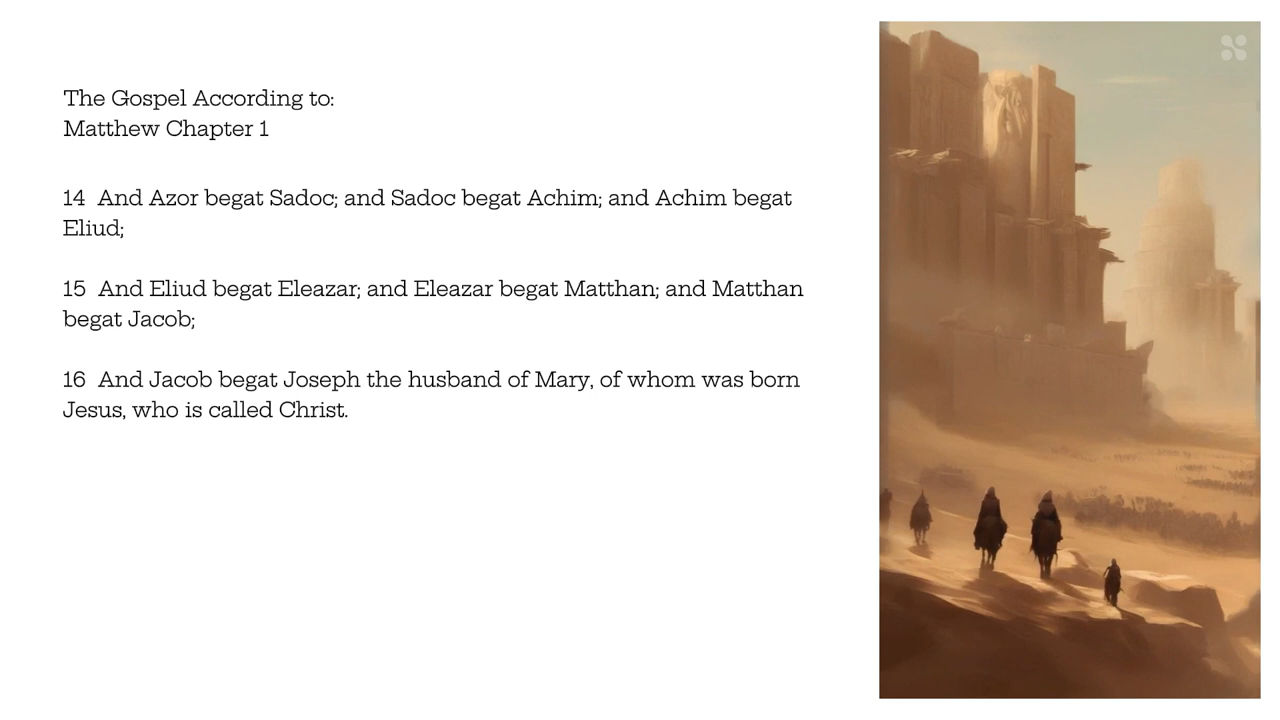 The Gospel According to:
Matthew Chapter 1
14  And Azor begat Sadoc; and Sadoc begat Achim; and Achim begat
Eliud;
15  And Eliud begat Eleazar; and Eleazar begat Matthan; and Matthan
begat Jacob;
16  And Jacob begat Joseph the husband of Mary, of whom was born
Jesus, who is called Christ.